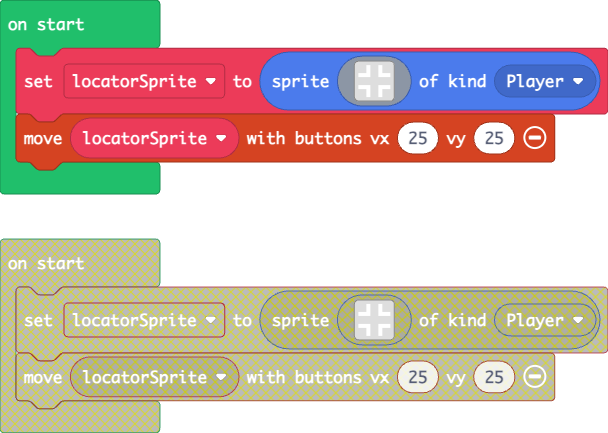 on start
set locatorSprite to sprite of kind Player
move locatorSprite with buttons vx 25 vy 25
on start
set locatorSprite to sprite of kind Player
move locatorSprite with buttons vx 25 vy 25